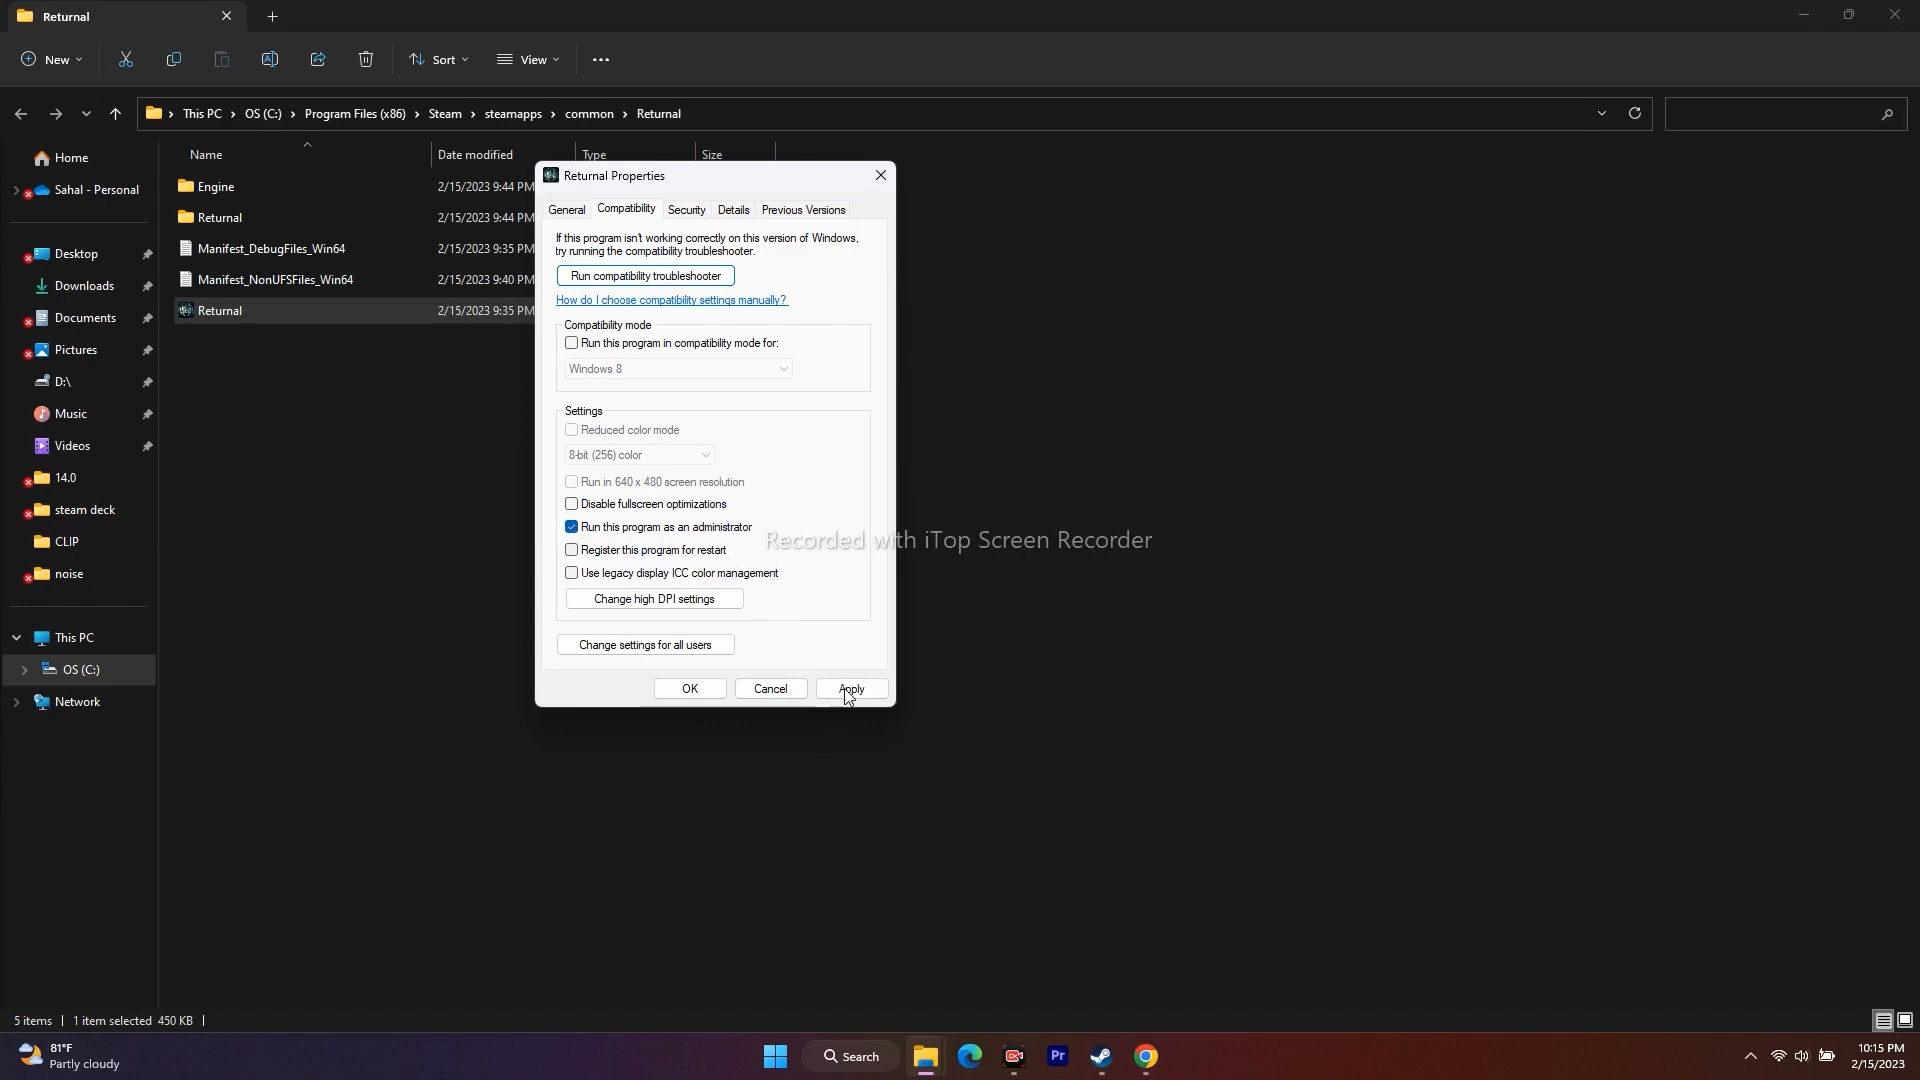 Returnal
New
Sort
View
This PC
OS (C:)
Program Files (x86)
Steam
steamapps
common
Returnal
Home
Sahal - Personal
Desktop
Downloads
Documents
Pictures
D:\
Music
Videos
14.0
steam deck
CLIP
noise
This PC
OS (C:)
Network
Name
Date modified
Type
Size
Engine
2/15/2023 9:44 PM
Returnal
2/15/2023 9:44 PM
Manifest_DebugFiles_Win64
2/15/2023 9:35 PM
Manifest_NonUFSFiles_Win64
2/15/2023 9:40 PM
Returnal
2/15/2023 9:35 PM
Returnal Properties
General
Compatibility
Security
Details
Previous Versions
If this program isn't working correctly on this version of Windows,
try running the compatibility troubleshooter.
Run compatibility troubleshooter
How do I choose compatibility settings manually?
Compatibility mode
Run this program in compatibility mode for:
Windows 8
Settings
Reduced color mode
8-bit (256) color
Run in 640 x 480 screen resolution
Disable fullscreen optimizations
Run this program as an administrator
Register this program for restart
Use legacy display ICC color management
Change high DPI settings
Change settings for all users
OK
Cancel
Apply
Recorded with iTop Screen Recorder
5 items
1 item selected 450 KB
81°F
Partly cloudy
Search
Pr
10:15 PM
2/15/2023